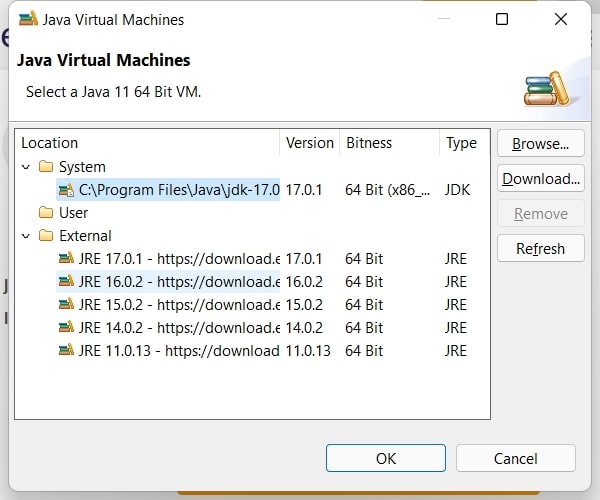 Java Virtual Machines
Java Virtual Machines
Select a Java 11 64 Bit VM.
Location Version Bitness Type
System
C:\Program Files\Java\jdk-17.0 17.0.1 64 Bit (x86_... JDK
User
External
JRE 17.0.1 - https://download.e 17.0.1 64 Bit JRE
JRE 16.0.2 - https://download.e 16.0.2 64 Bit JRE
JRE 15.0.2 - https://download.e 15.0.2 64 Bit JRE
JRE 14.0.2 - https://download.e 14.0.2 64 Bit JRE
JRE 11.0.13 - https://download 11.0.13 64 Bit JRE
Browse...
Download...
Remove
Refresh
OK Cancel